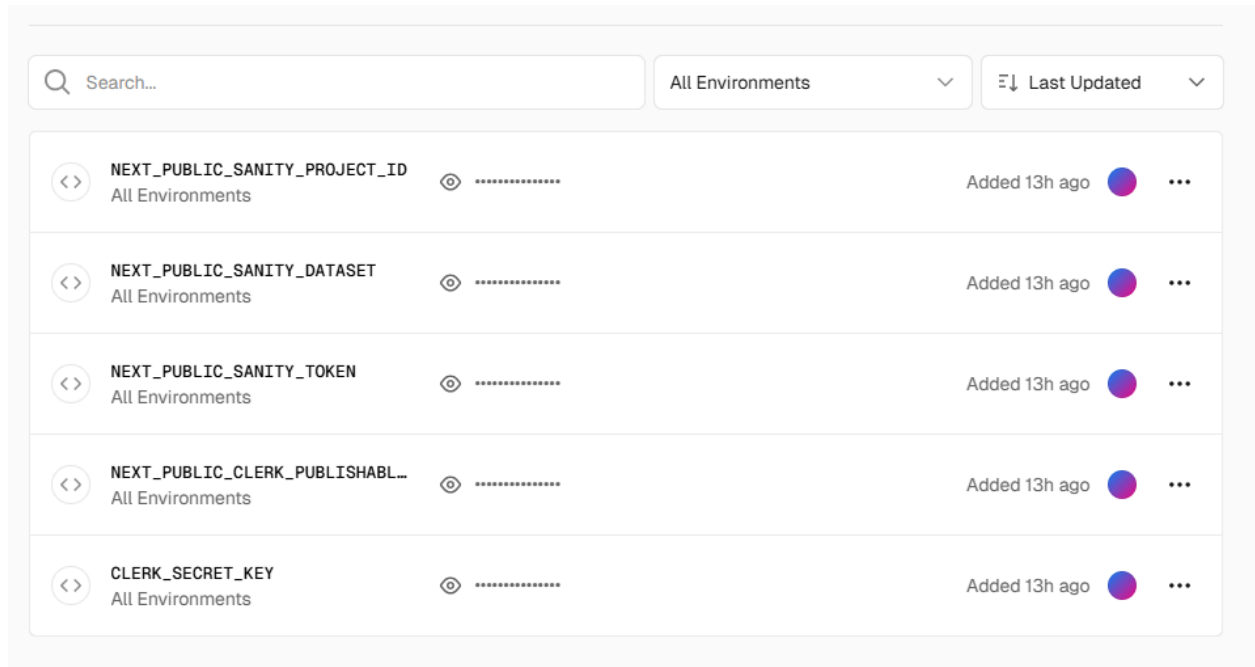 Search...
All Environments
Last Updated
NEXT_PUBLIC_SANITY_PROJECT_ID
All Environments
•••••••••••••••
Added 13h ago
NEXT_PUBLIC_SANITY_DATASET
All Environments
•••••••••••••••
Added 13h ago
NEXT_PUBLIC_SANITY_TOKEN
All Environments
•••••••••••••••
Added 13h ago
NEXT_PUBLIC_CLERK_PUBLISHABL…
All Environments
•••••••••••••••
Added 13h ago
CLERK_SECRET_KEY
All Environments
•••••••••••••••
Added 13h ago